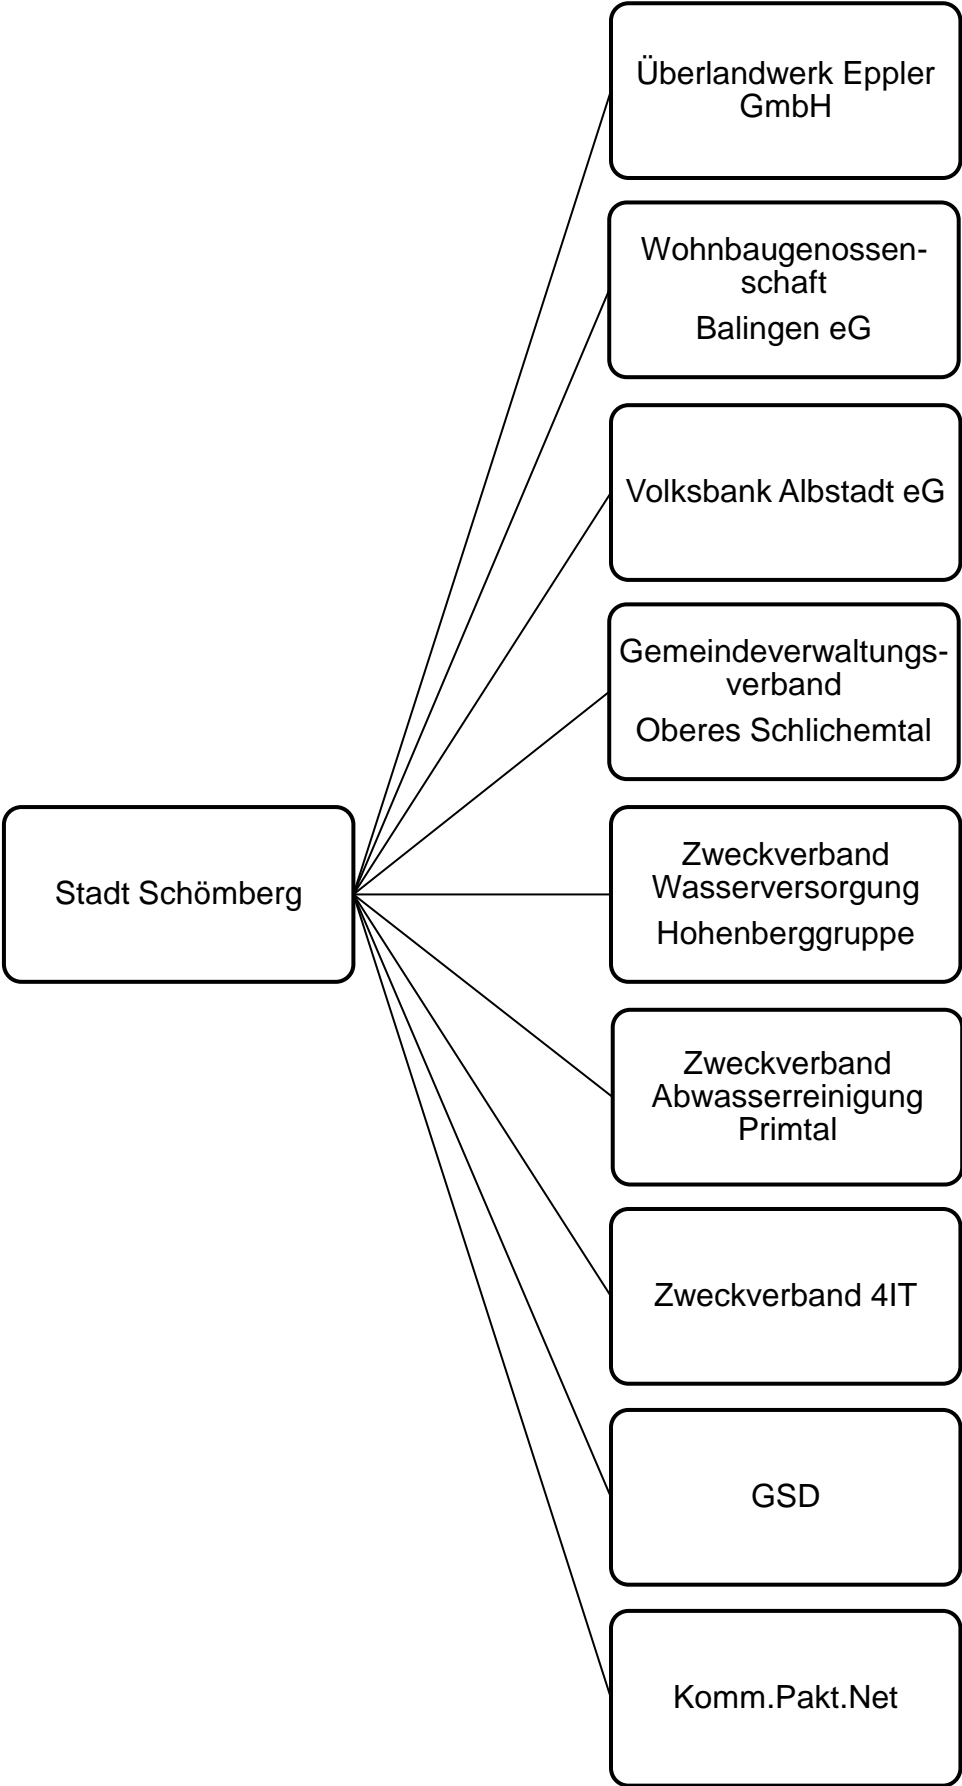 Überlandwerk Eppler
GmbH
Wohnbaugenossen-
schaft
Balingen eG
Volksbank Albstadt eG
Gemeindeverwaltungs-
verband
Oberes Schlichemtal
Stadt Schömberg
Zweckverband
Wasserversorgung
Hohenberggruppe
Zweckverband
Abwasserreinigung
Primtal
Zweckverband 4IT
GSD
Komm.Pakt.Net